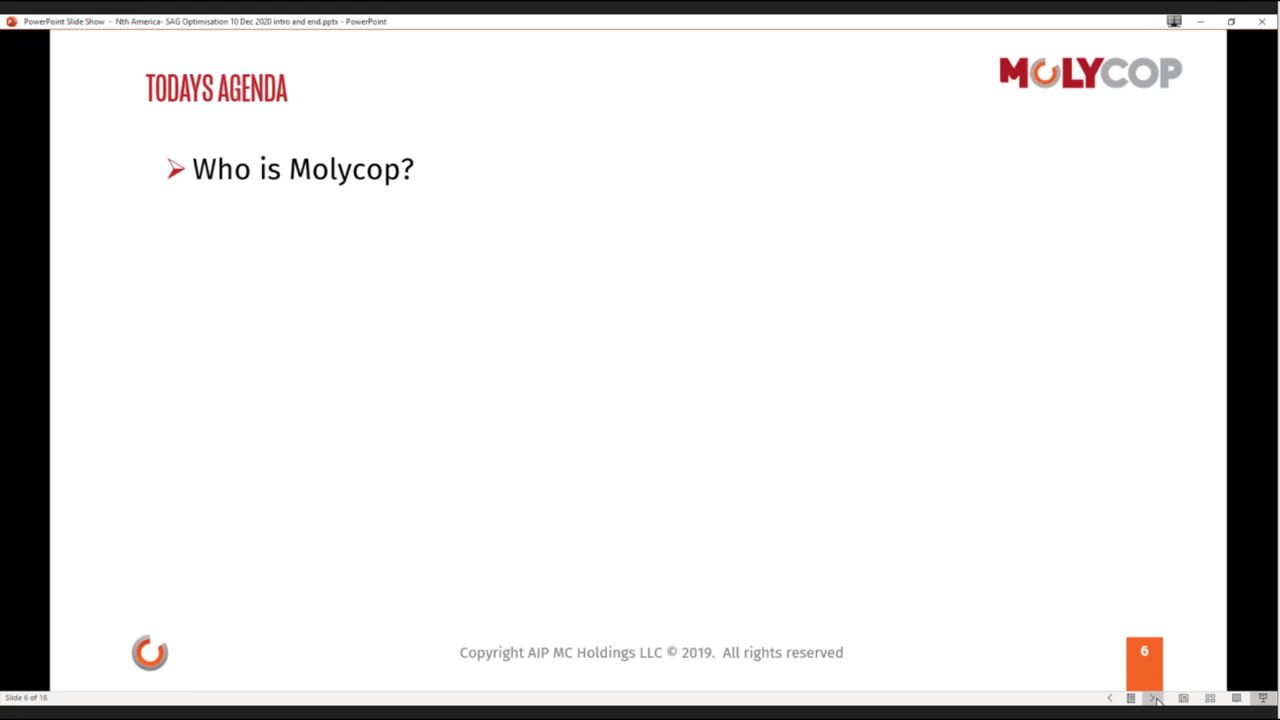 PowerPoint Slide Show - Nth America- SAG Optimisation 10 Dec 2020 intro and end.pptx - PowerPoint
TODAYS AGENDA
MOLYCOP
Who is Molycop?
Copyright AIP MC Holdings LLC © 2019. All rights reserved
6
Slide 6 of 16